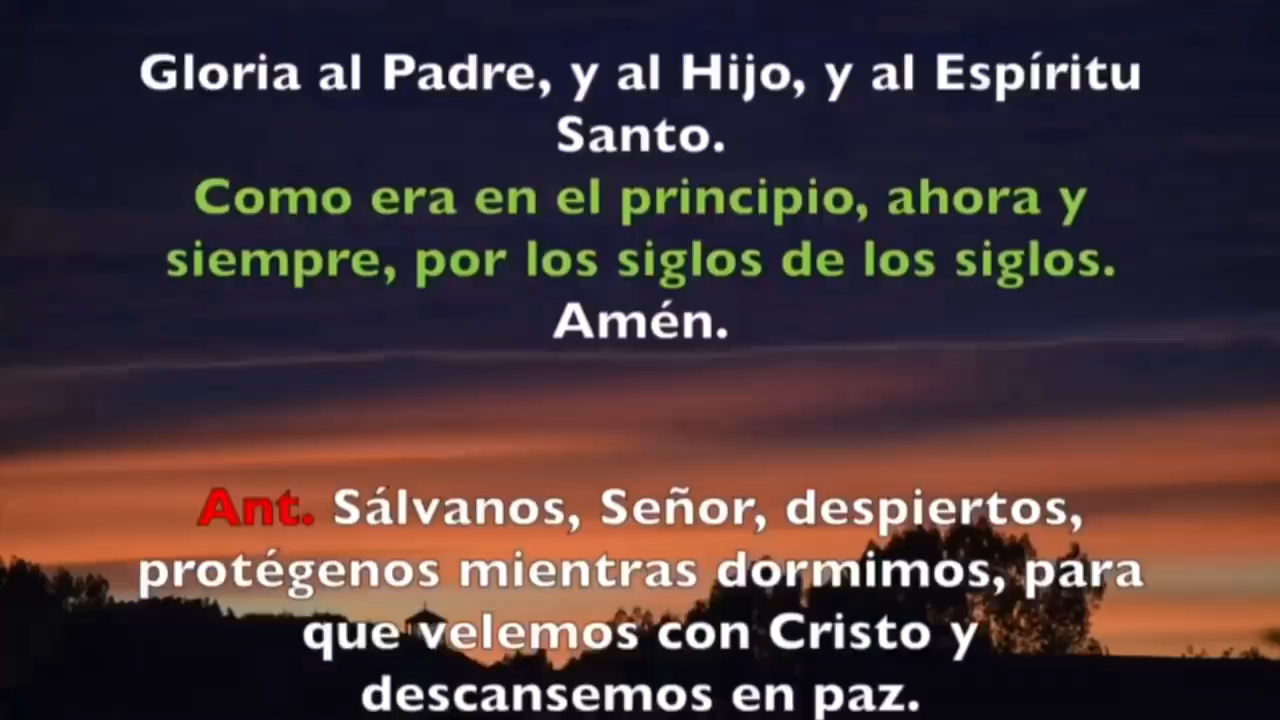 Gloria al Padre, y al Hijo, y al Espíritu
Santo.
Como era en el principio, ahora y
siempre, por los siglos de los siglos.
Amén.
Ant. Sálvanos, Señor, despiertos,
protégenos mientras dormimos, para
que velemos con Cristo y
descansemos en paz.